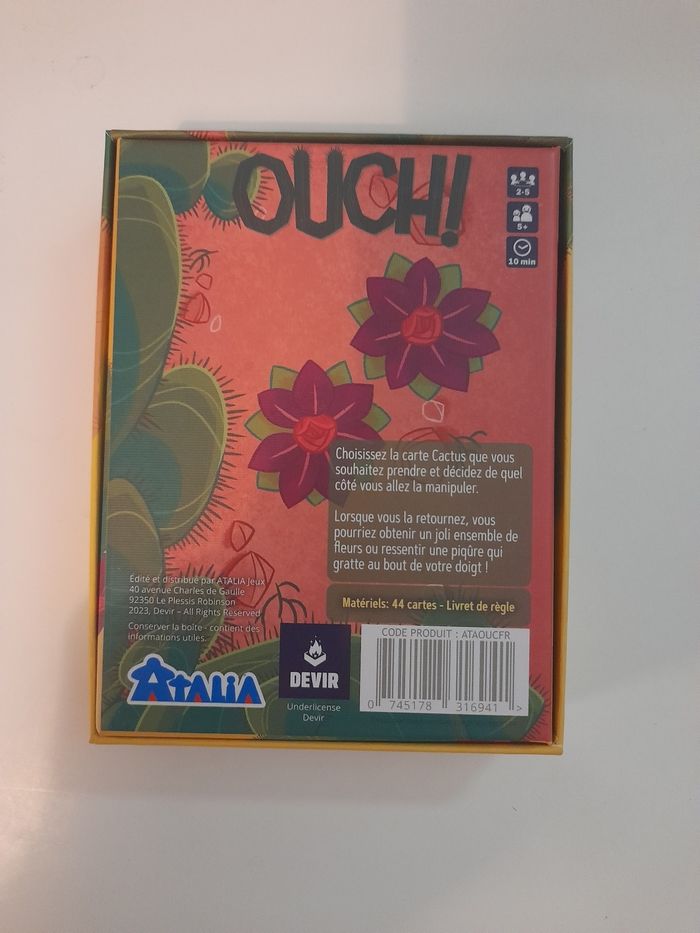 OUCH!
2-5
5+
10 min
Choisissez la carte Cactus que vous
souhaitez prendre et décidez de quel
côté vous allez la manipuler.
Lorsque vous la retournez, vous
pourriez obtenir un joli ensemble de
fleurs ou ressentir une piqûre qui
gratte au bout de votre doigt !
Matériels: 44 cartes - Livret de règle
Édité et distribué par ATALIA Jeux
40 avenue Charles de Gaulle
92350 Le Plessis Robinson
2023, Devir – All Rights Reserved
Conserver la boîte - contient des
informations utiles.
ATALIA
DEVIR
Underlicense
Devir
CODE PRODUIT : ATAOUCFR
0 745178 316941 >